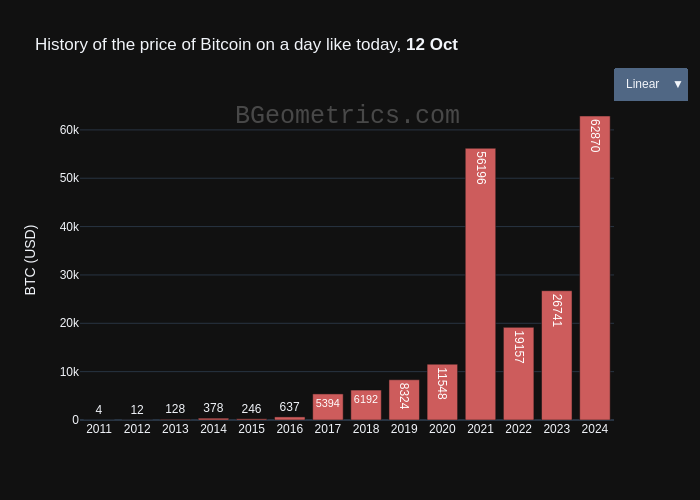 History of the price of Bitcoin on a day like today, 12 Oct
Linear ▼
BGeometrics.com
BTC (USD)
60k
50k
40k
30k
20k
10k
0
4
12
128
378
246
637
5394
6192
8324
11548
56196
19157
26741
62870
2011 2012 2013 2014 2015 2016 2017 2018 2019 2020 2021 2022 2023 2024